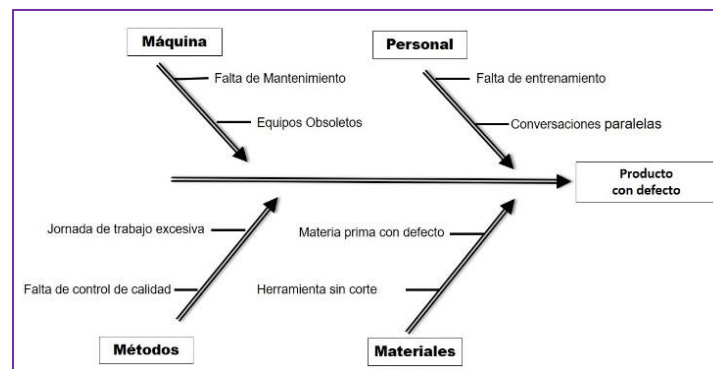 Máquina
Personal
Falta de Mantenimiento
Falta de entrenamiento
Equipos Obsoletos
Conversaciones paralelas
Producto
con defecto
Jornada de trabajo excesiva
Materia prima con defecto
Falta de control de calidad
Herramienta sin corte
Métodos
Materiales